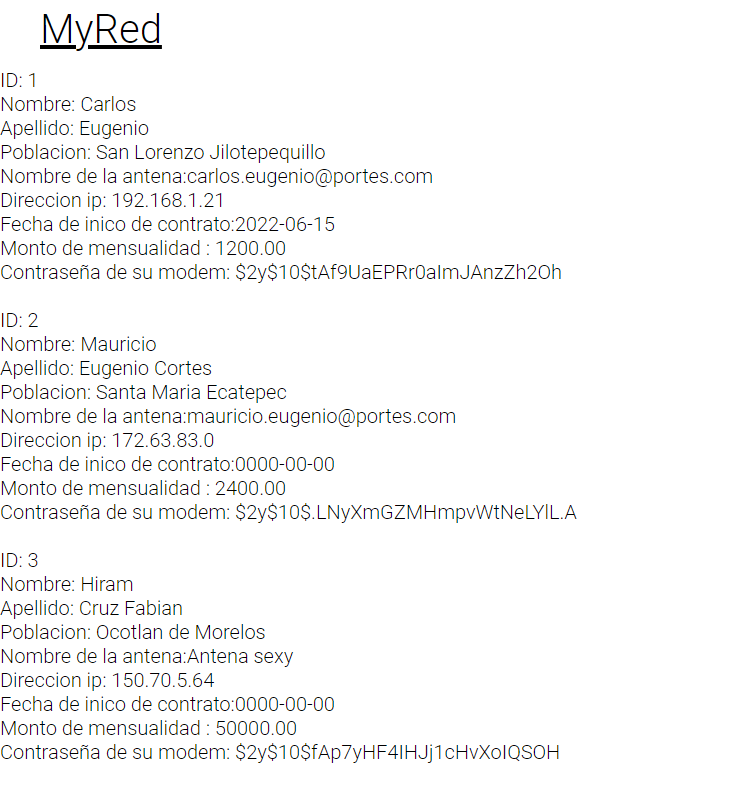 MyRed
ID: 1
Nombre: Carlos
Apellido: Eugenio
Poblacion: San Lorenzo Jilotepequillo
Nombre de la antena:carlos.eugenio@portes.com
Direccion ip: 192.168.1.21
Fecha de inico de contrato:2022-06-15
Monto de mensualidad : 1200.00
Contraseña de su modem: $2y$10$tAf9UaEPRr0aImJAnzZh2Oh
ID: 2
Nombre: Mauricio
Apellido: Eugenio Cortes
Poblacion: Santa Maria Ecatepec
Nombre de la antena:mauricio.eugenio@portes.com
Direccion ip: 172.63.83.0
Fecha de inico de contrato:0000-00-00
Monto de mensualidad : 2400.00
Contraseña de su modem: $2y$10$.LNyXmGZMHmpvWtNeLYlL.A
ID: 3
Nombre: Hiram
Apellido: Cruz Fabian
Poblacion: Ocotlan de Morelos
Nombre de la antena:Antena sexy
Direccion ip: 150.70.5.64
Fecha de inico de contrato:0000-00-00
Monto de mensualidad : 50000.00
Contraseña de su modem: $2y$10$fAp7yHF4IHJj1cHvXoIQSOH